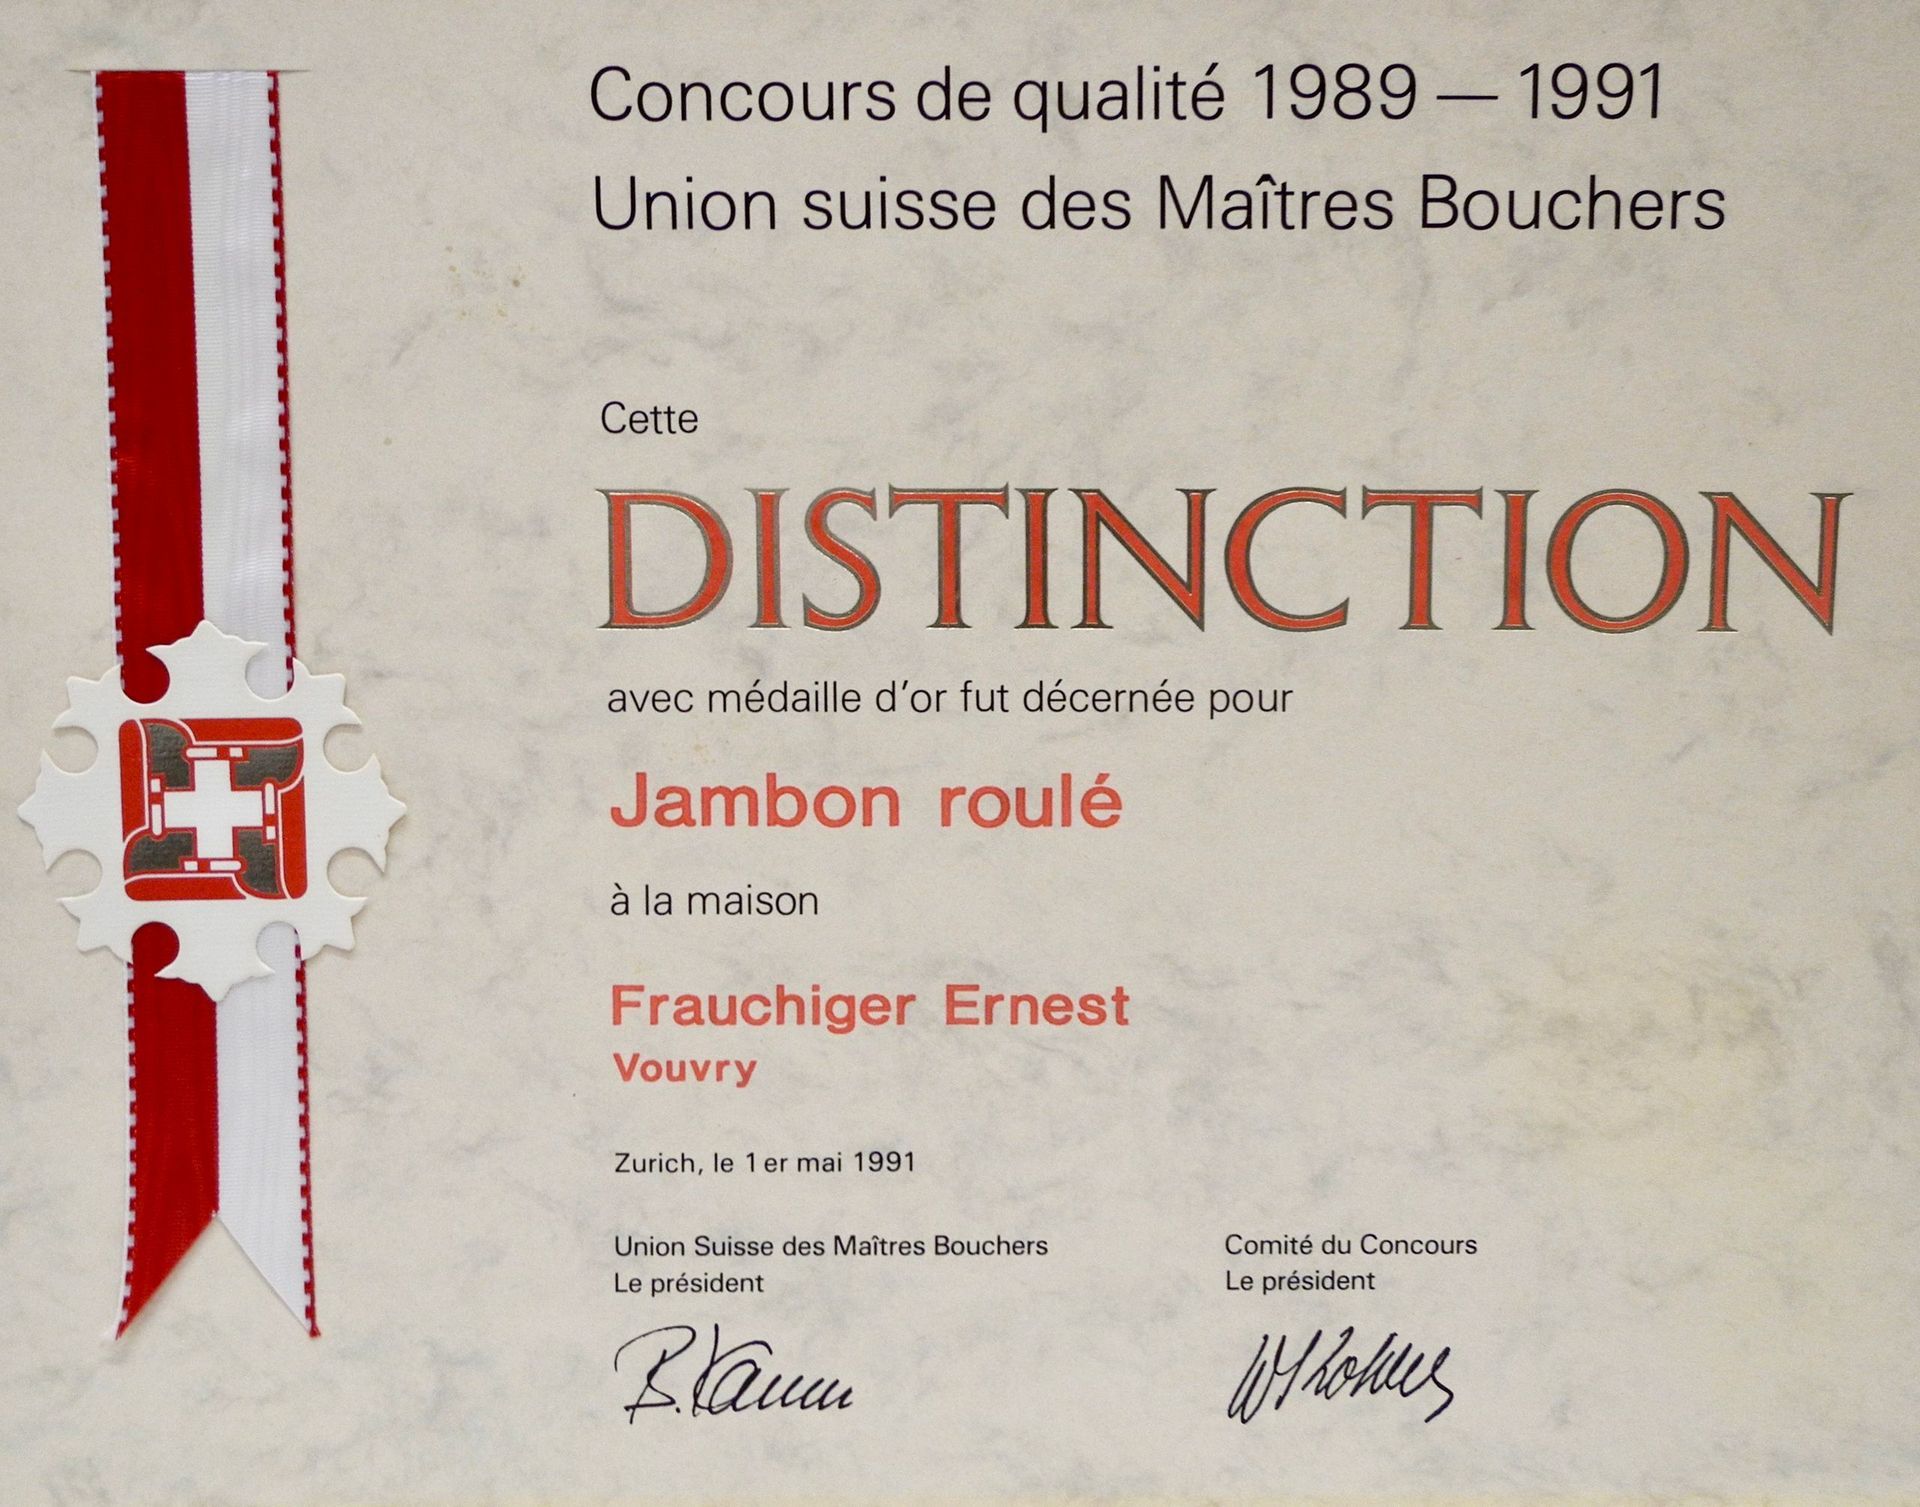 Concours de qualité 1989 — 1991
Union suisse des Maîtres Bouchers
Cette
DISTINCTION
avec médaille d'or fut décernée pour
Jambon roulé
à la maison
Frauchiger Ernest
Vouvry
Zurich, le 1er mai 1991
Union Suisse des Maîtres Bouchers
Le président
Comité du Concours
Le président